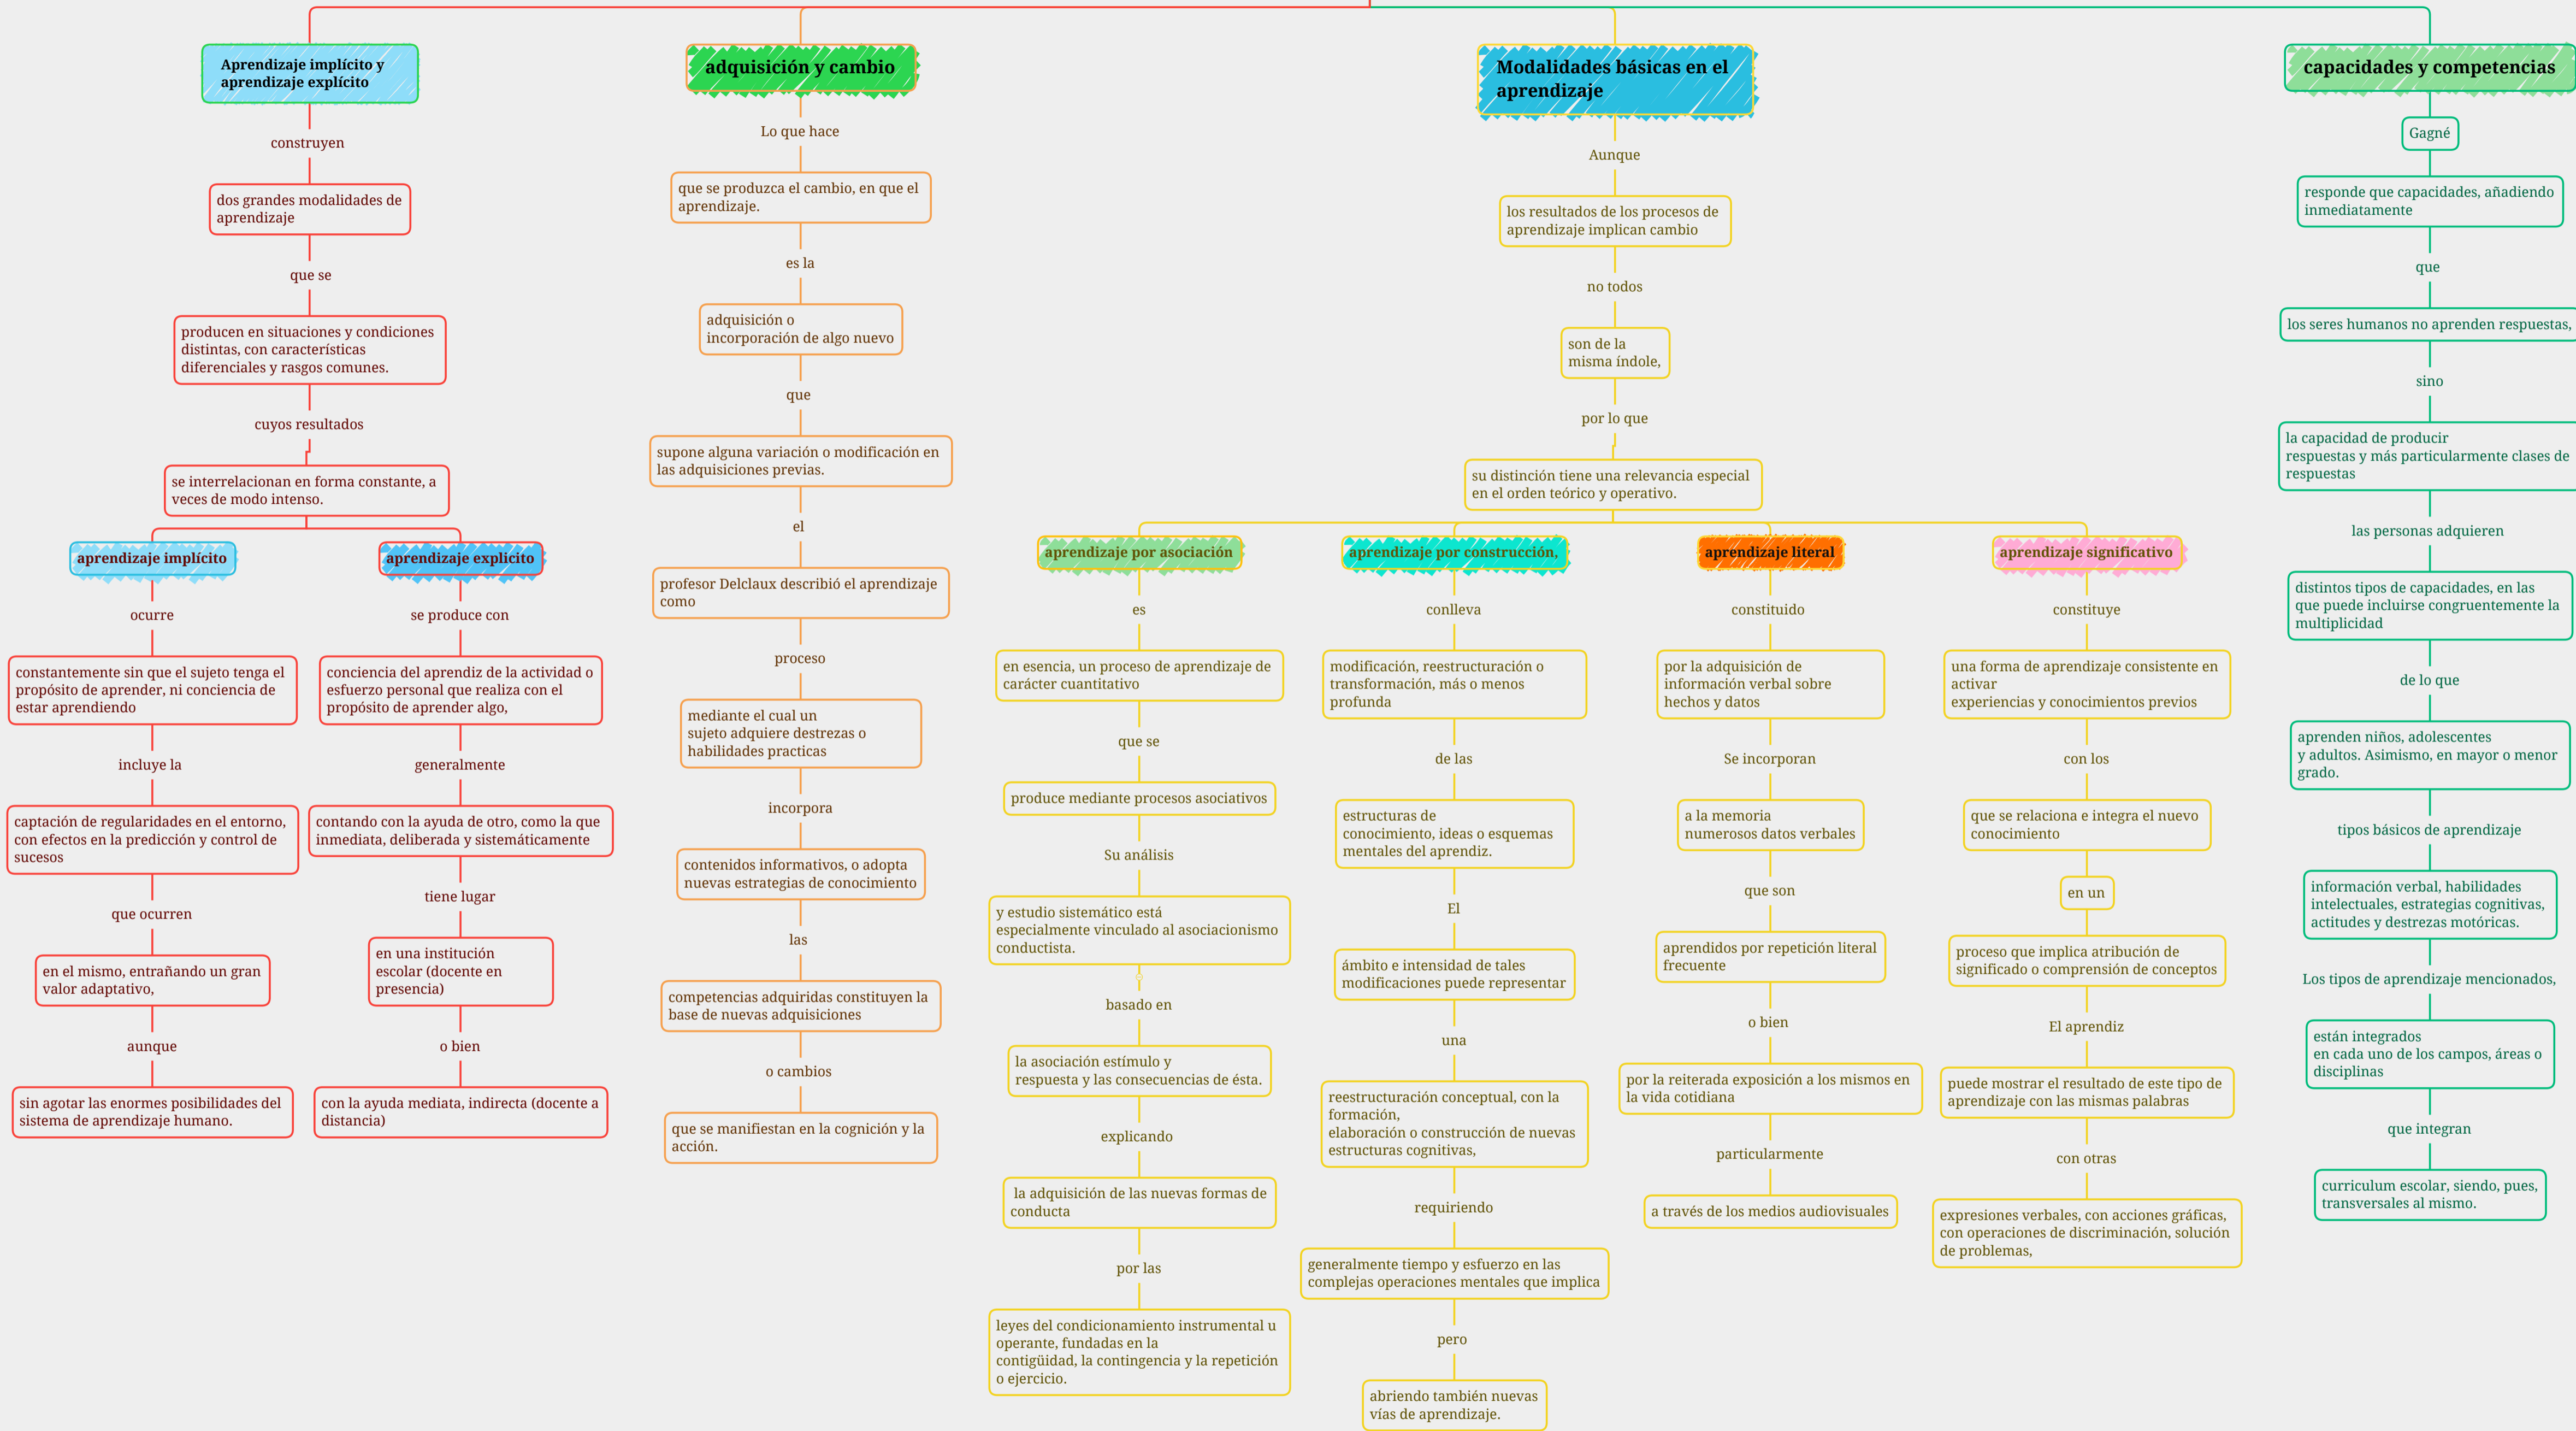 Aprendizaje implícito y
aprendizaje explícito
construyen
dos grandes modalidades de
aprendizaje
que se
producen en situaciones y condiciones
distintas, con características
diferenciales y rasgos comunes.
cuyos resultados
se interrelacionan en forma constante, a
veces de modo intenso.
aprendizaje implícito
ocurre
constantemente sin que el sujeto tenga el
propósito de aprender, ni conciencia de
estar aprendiendo
incluye la
captación de regularidades en el entorno,
con efectos en la predicción y control de
sucesos
que ocurren
en el mismo, entrañando un gran
valor adaptativo,
aunque
sin agotar las enormes posibilidades del
sistema de aprendizaje humano.
aprendizaje explicito
se produce con
conciencia del aprendiz de la actividad o
esfuerzo personal que realiza con el
propósito de aprender algo,
generalmente
contando con la ayuda de otro, como la que
inmediata, deliberada y sistemáticamente
tiene lugar
en una institución
escolar (docente en
presencia)
o bien
con la ayuda mediata, indirecta (docente a
distancia)
adquisición y cambio
Lo que hace
que se produzca el cambio, en que el
aprendizaje.
es la
adquisición o
incorporación de algo nuevo
que
supone alguna variación o modificación en
las adquisiciones previas.
el
profesor Delclaux describió el aprendizaje
como
proceso
mediante el cual un
sujeto adquiere destrezas o
habilidades practicas
incorpora
contenidos informativos, o adopta
nuevas estrategias de conocimiento
las
competencias adquiridas constituyen la
base de nuevas adquisiciones
o cambios
que se manifiestan en la cognición y la
acción.
Modalidades básicas en el
aprendizaje
Aunque
los resultados de los procesos de
aprendizaje implican cambio
no todos
son de la
misma índole,
por lo que
su distinción tiene una relevancia especial
en el orden teórico y operativo.
aprendizaje por asociación
es
en esencia, un proceso de aprendizaje de
carácter cuantitativo
que se
produce mediante procesos asociativos
Su análisis
y estudio sistemático está
especialmente vinculado al asociacionismo
conductista.
basado en
la asociación estímulo y
respuesta y las consecuencias de ésta.
explicando
la adquisición de las nuevas formas de
conducta
por las
leyes del condicionamiento instrumental u
operante, fundadas en la
contigüidad, la contingencia y la repetición
o ejercicio.
aprendizaje por construcción,
conlleva
modificación, reestructuración o
transformación, más o menos
profunda
de las
estructuras de
conocimiento, ideas o esquemas
mentales del aprendiz.
El
ámbito e intensidad de tales
modificaciones puede representar
una
reestructuración conceptual, con la
formación,
elaboración o construcción de nuevas
estructuras cognitivas,
requiriendo
generalmente tiempo y esfuerzo en las
complejas operaciones mentales que implica
pero
abriendo también nuevas
vías de aprendizaje.
aprendizaje literal
constituido
por la adquisición de
información verbal sobre
hechos y datos
Se incorporan
a la memoria
numerosos datos verbales
que son
aprendidos por repetición literal
frecuente
o bien
por la reiterada exposición a los mismos en
la vida cotidiana
particularmente
a través de los medios audiovisuales
aprendizaje significativo
constituye
una forma de aprendizaje consistente en
activar
experiencias y conocimientos previos
con los
que se relaciona e integra el nuevo
conocimiento
en un
proceso que implica atribución de
significado o comprensión de conceptos
El aprendiz
puede mostrar el resultado de este tipo de
aprendizaje con las mismas palabras
con otras
expresiones verbales, con acciones gráficas,
con operaciones de discriminación, solución
de problemas,
capacidades y competencias
Gagné
responde que capacidades, añadiendo
inmediatamente
que
los seres humanos no aprenden respuestas,
sino
la capacidad de producir
respuestas y más particularmente clases de
respuestas
las personas adquieren
distintos tipos de capacidades, en las
que puede incluirse congruentemente la
multiplicidad
de lo que
aprenden niños, adolescentes
y adultos. Asimismo, en mayor o menor
grado.
tipos básicos de aprendizaje
información verbal, habilidades
intelectuales, estrategias cognitivas,
actitudes y destrezas motóricas.
Los tipos de aprendizaje mencionados,
están integrados
en cada uno de los campos, áreas o
disciplinas
que integran
curriculum escolar, siendo, pues,
transversales al mismo.